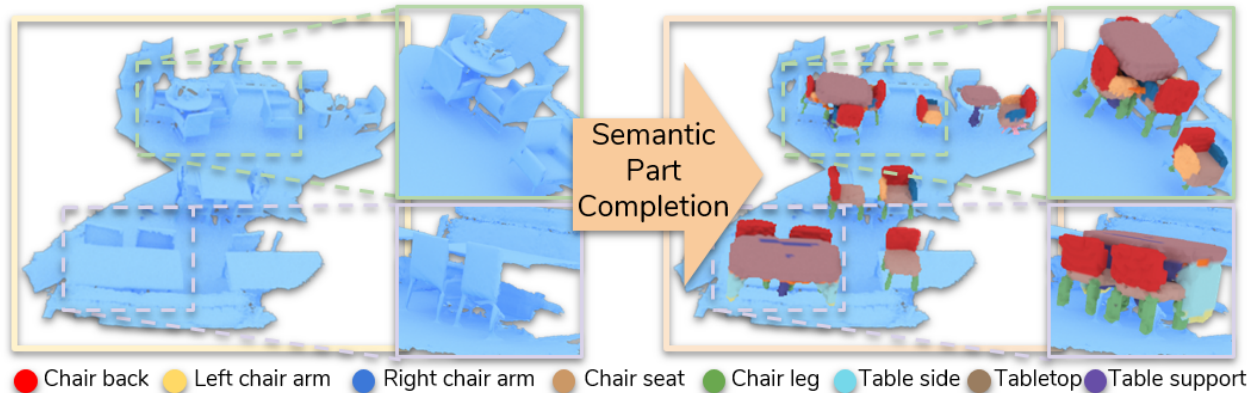 Semantic
Part
Completion
Chair back Left chair arm Right chair arm Chair seat Chair leg Table side Tabletop Table support